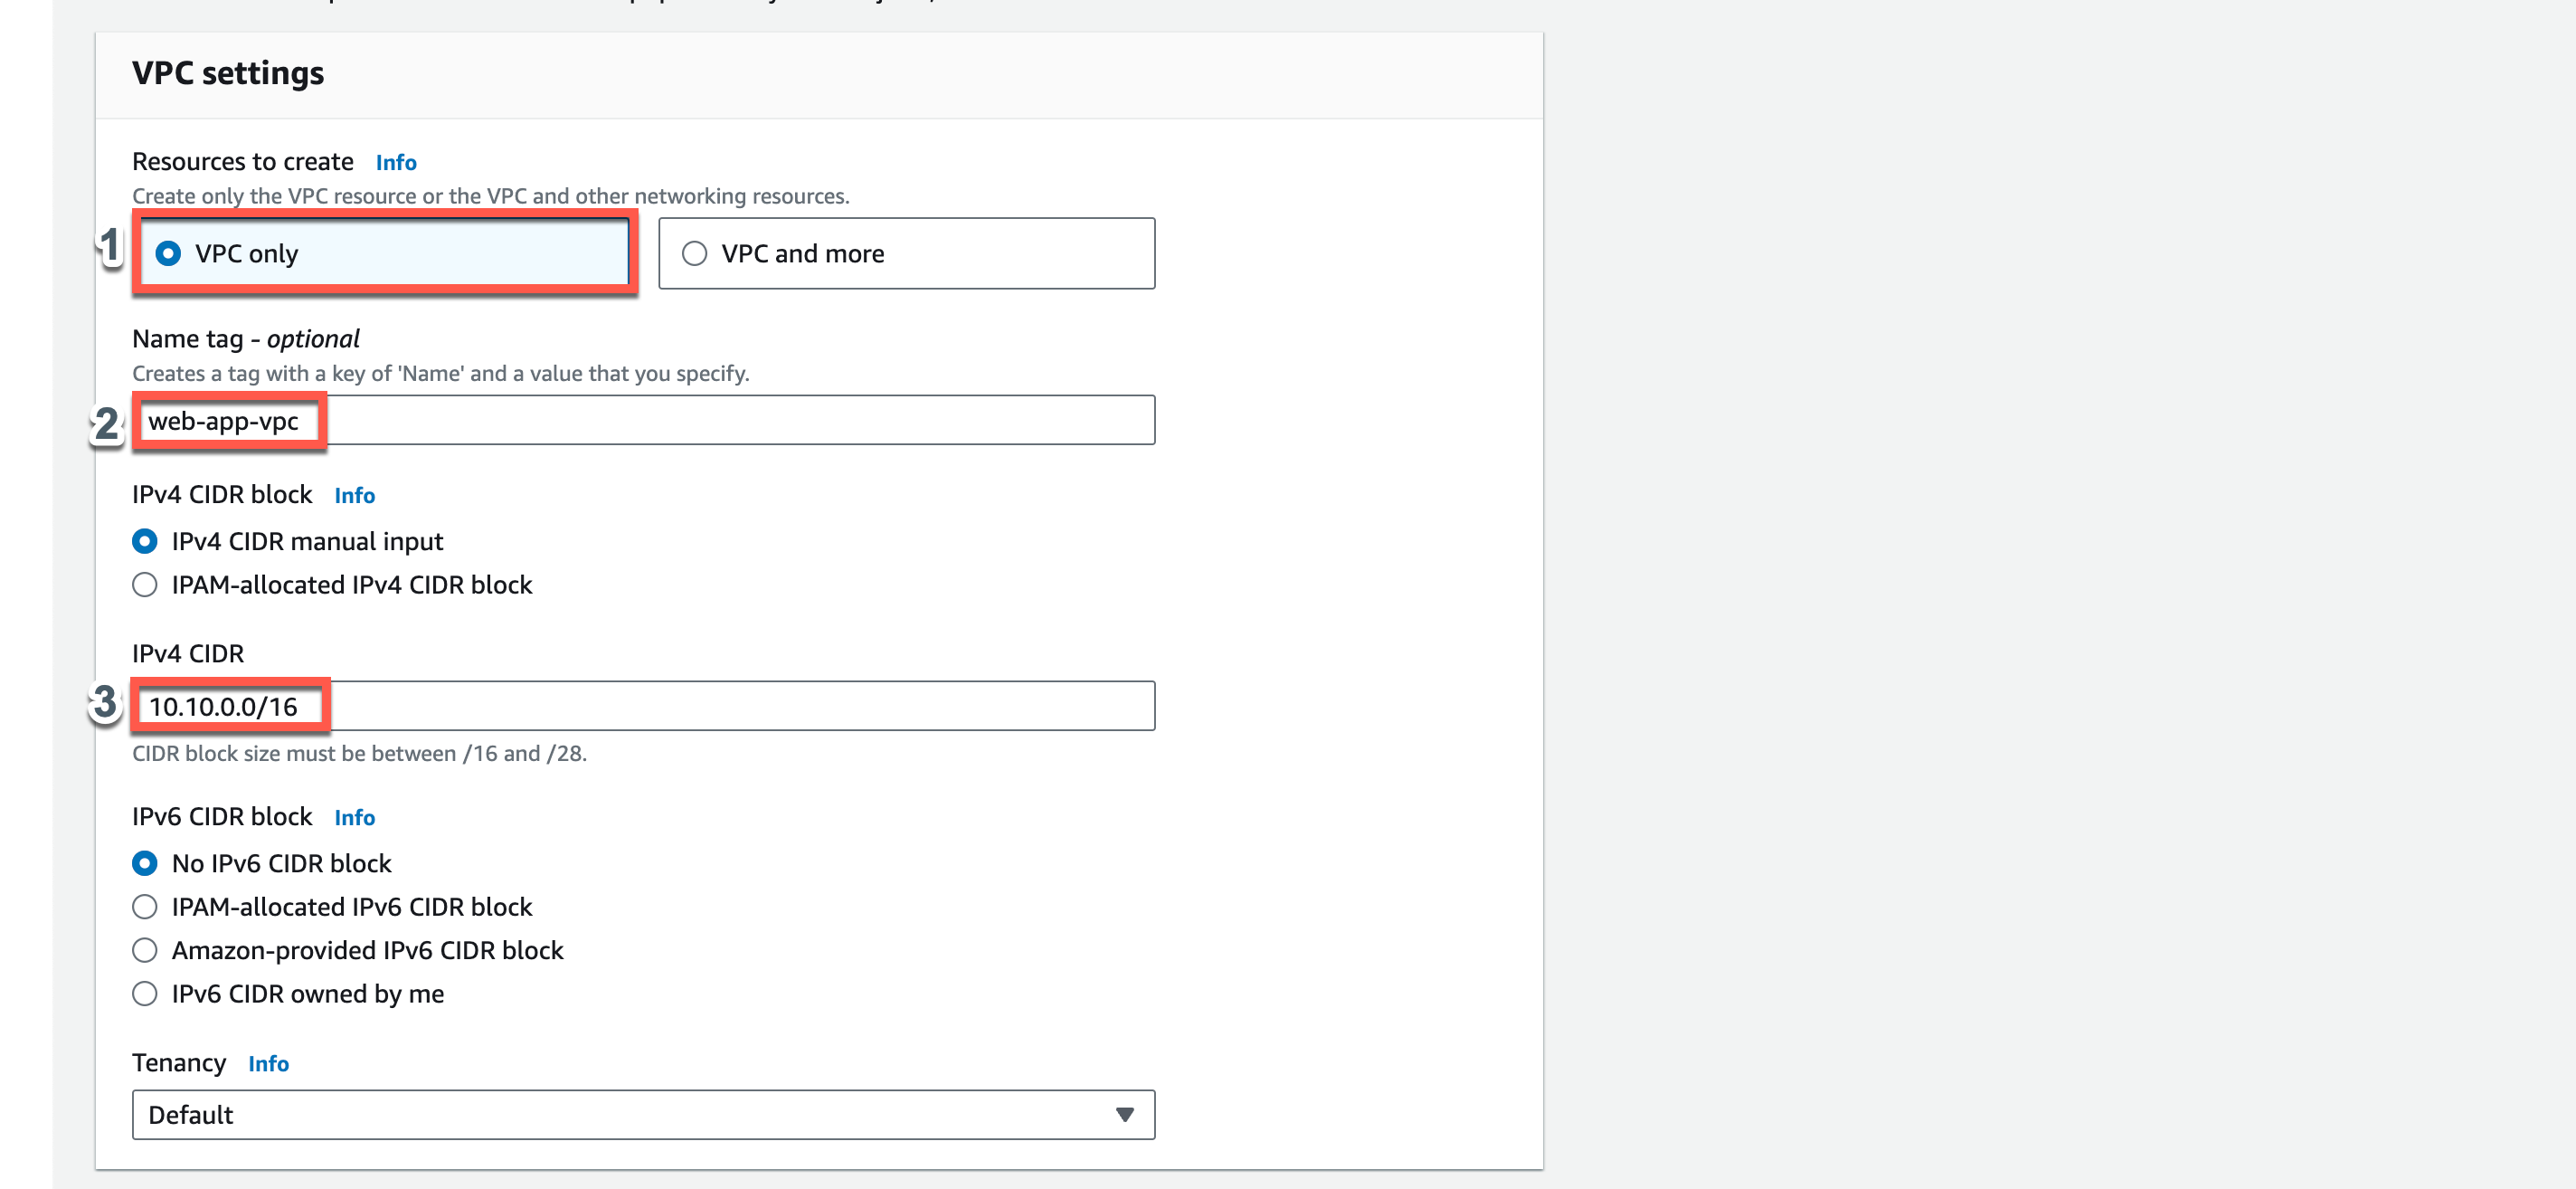 VPC settings
Resources to create Info
Create only the VPC resource or the VPC and other networking resources.
1 VPC only VPC and more
Name tag - optional
Creates a tag with a key of 'Name' and a value that you specify.
2 web-app-vpc
IPv4 CIDR block Info
IPv4 CIDR manual input
IPAM-allocated IPv4 CIDR block
IPv4 CIDR
3 10.10.0.0/16
CIDR block size must be between /16 and /28.
IPv6 CIDR block Info
No IPv6 CIDR block
IPAM-allocated IPv6 CIDR block
Amazon-provided IPv6 CIDR block
IPv6 CIDR owned by me
Tenancy Info
Default